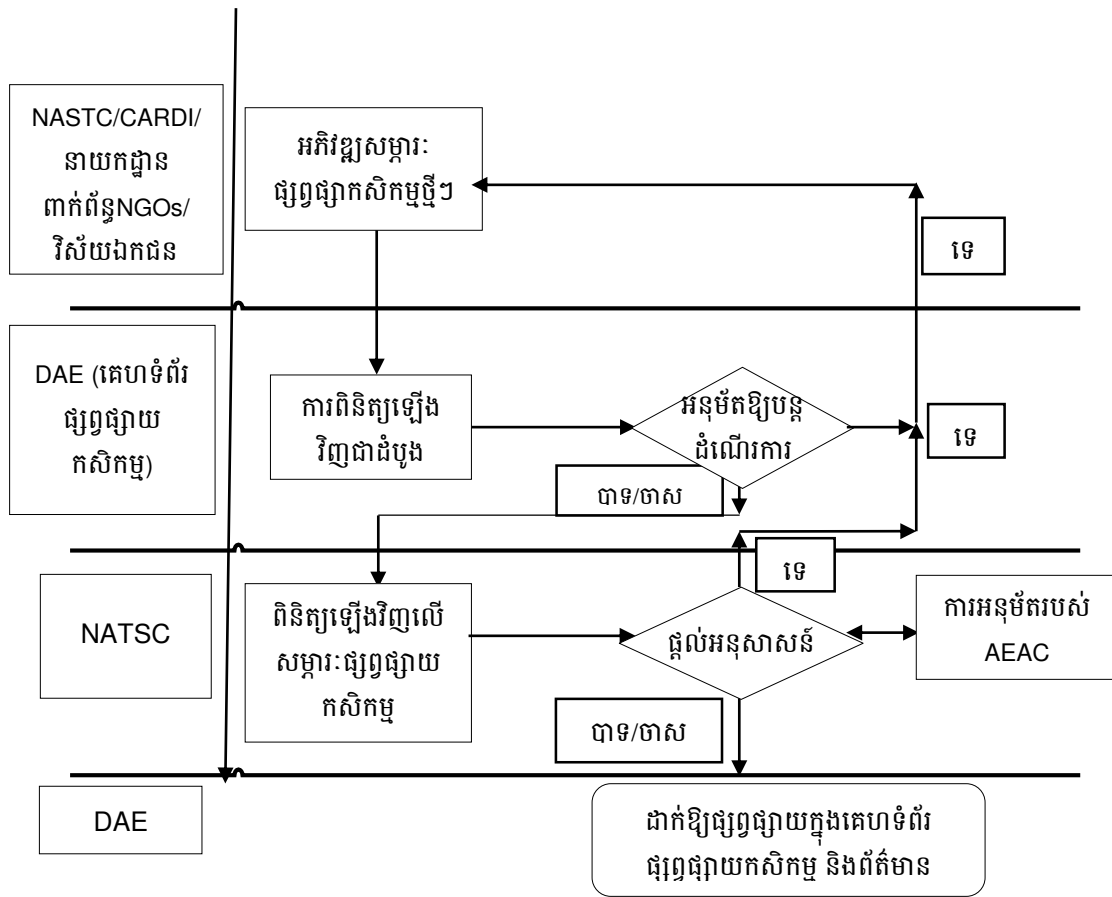 NASTC/CARDI/
នាយកដ្ឋាន
ពាក់ព័ន្ធNGOs/
វិស័យឯកជន
អភិវឌ្ឍសម្ភារៈ
ផ្សព្វផ្សាកសិកម្មថ្មីៗ
ទេ
DAE (គេហទំព័រ
ផ្សព្វផ្សាយ
កសិកម្ម)
ការពិនិត្យឡើង
វិញជាដំបូង
អនុម័តឱ្យបន្ត
ដំណើរការ
ទេ
បាទ/ចាស
NATSC
ពិនិត្យឡើងវិញលើ
សម្ភារៈផ្សព្វផ្សាយ
កសិកម្ម
ទេ
ផ្តល់អនុសាសន៍
ការអនុម័តរបស់
AEAC
បាទ/ចាស
DAE
ដាក់ឱ្យផ្សព្វផ្សាយក្នុងគេហទំព័រ
ផ្សព្វផ្សាយកសិកម្ម និងព័ត៌មាន